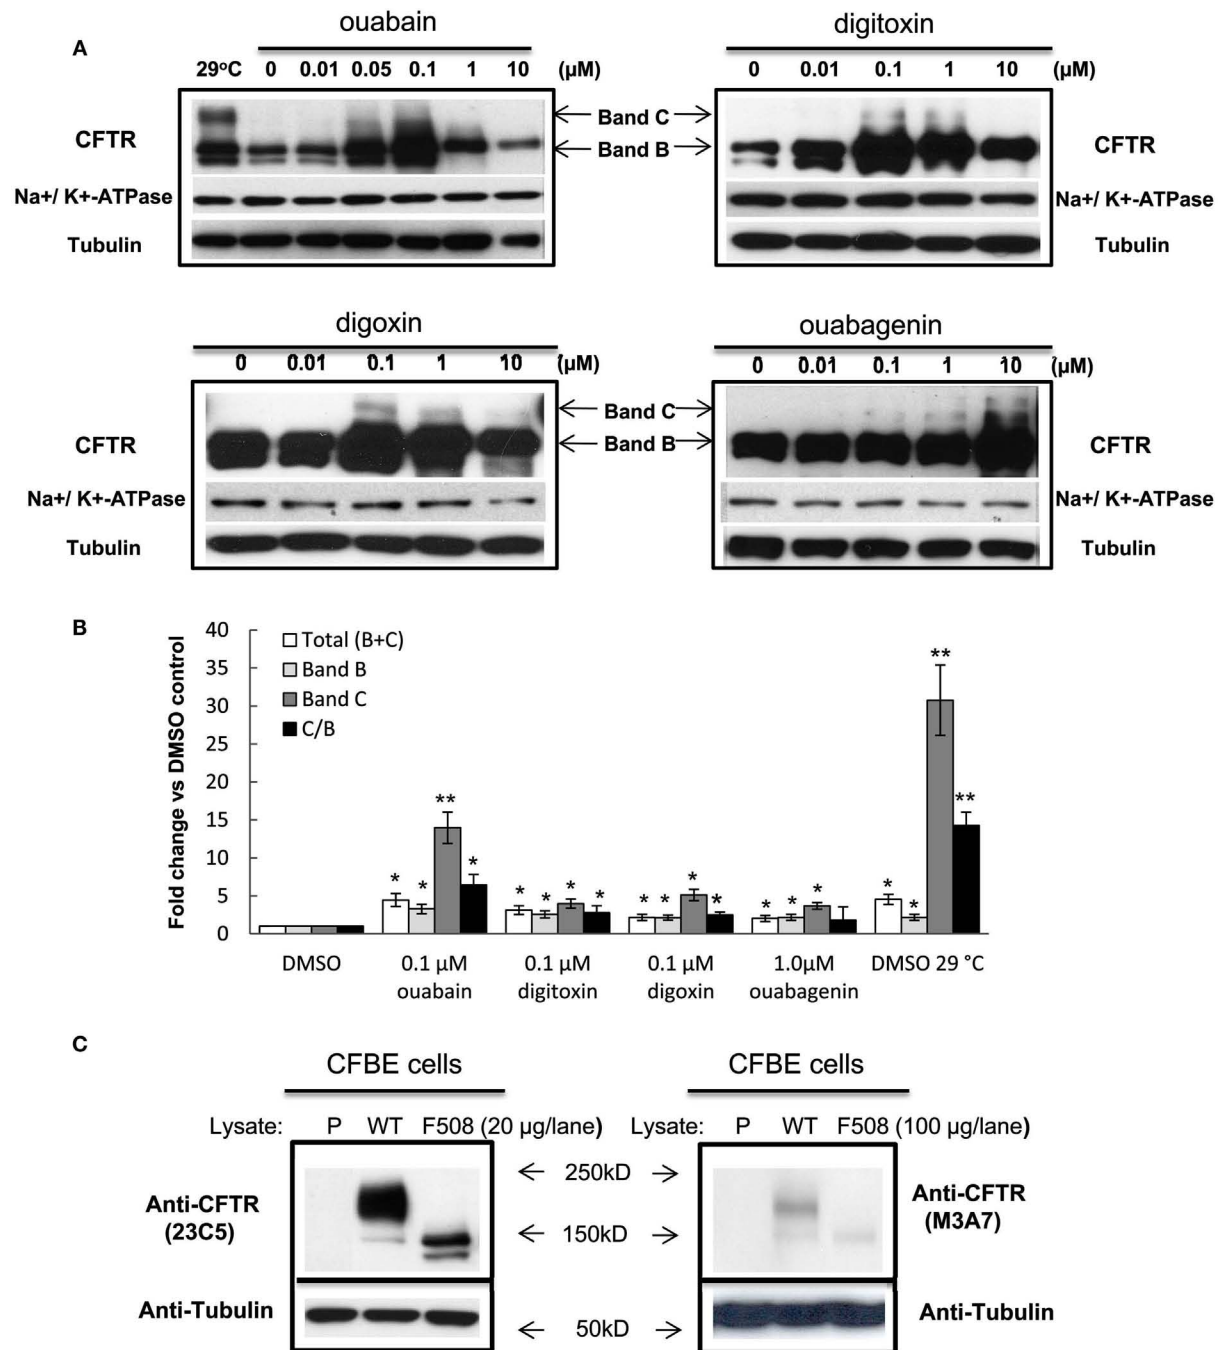 A
ouabain
29°C 0 0.01 0.05 0.1 1 10 (µM)
CFTR
Na+/ K+-ATPase
Tubulin
digitoxin
0 0.01 0.1 1 10 (µM)
Band C
Band B
CFTR
Na+/ K+-ATPase
Tubulin
digoxin
0 0.01 0.1 1 10 (µM)
CFTR
Na+/ K+-ATPase
Tubulin
ouabagenin
0 0.01 0.1 1 10 (µM)
Band C
Band B
CFTR
Na+/ K+-ATPase
Tubulin
B
Fold change vs DMSO control
40
35
30
25
20
15
10
5
0
Total (B+C)
Band B
Band C
C/B
* * ** *
* * * *
* * * *
* * *
* * ** **
DMSO
0.1 µM
ouabain
0.1 µM
digitoxin
0.1 µM
digoxin
1.0µM
ouabagenin
DMSO 29 °C
C
CFBE cells
Lysate: P WT F508 (20 µg/lane)
Anti-CFTR
(23C5)
Anti-Tubulin
250kD
150kD
50kD
CFBE cells
Lysate: P WT F508 (100 µg/lane)
Anti-CFTR
(M3A7)
Anti-Tubulin